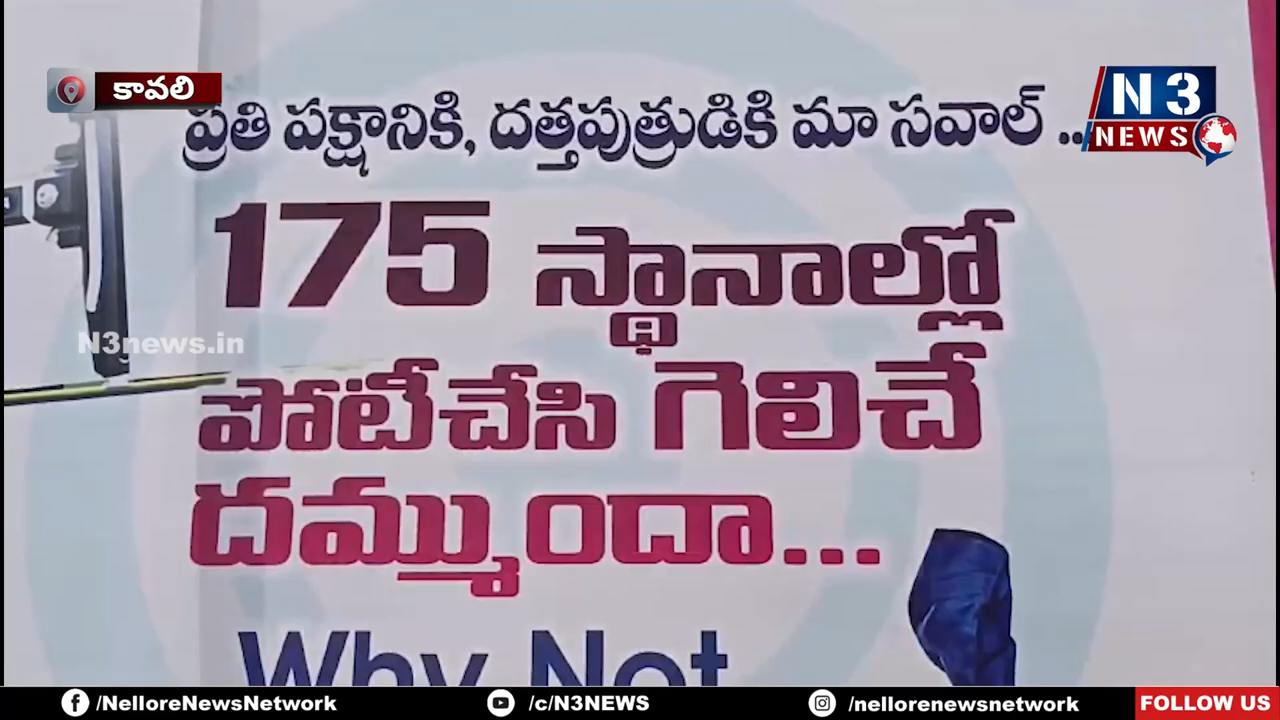 కావలి
N3
NEWS
ప్రతి పక్షానికి, దత్తపుత్రుడికి మా సవాల్ ..
175 స్థానాల్లో
N3news.in
పోటీచేసి గెలిచే
దమ్ముందా...
Why Not
/NelloreNewsNetwork /c/N3NEWS /nellorenewsnetwork FOLLOW US